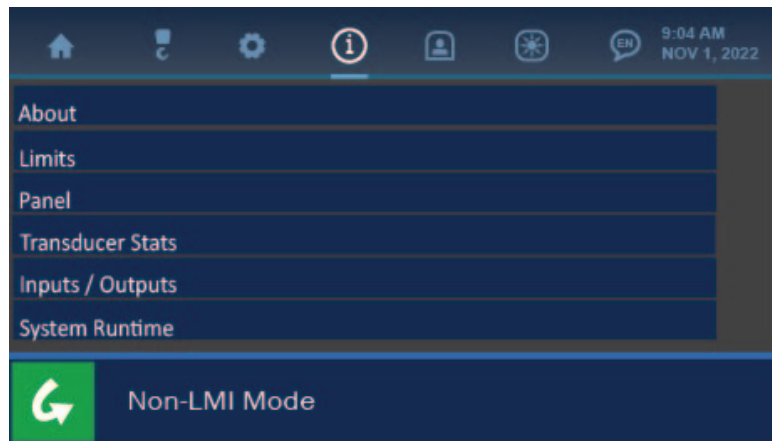 EN
9:04 AM
NOV 1, 2022
About
Limits
Panel
Transducer Stats
Inputs / Outputs
System Runtime
Non-LMI Mode